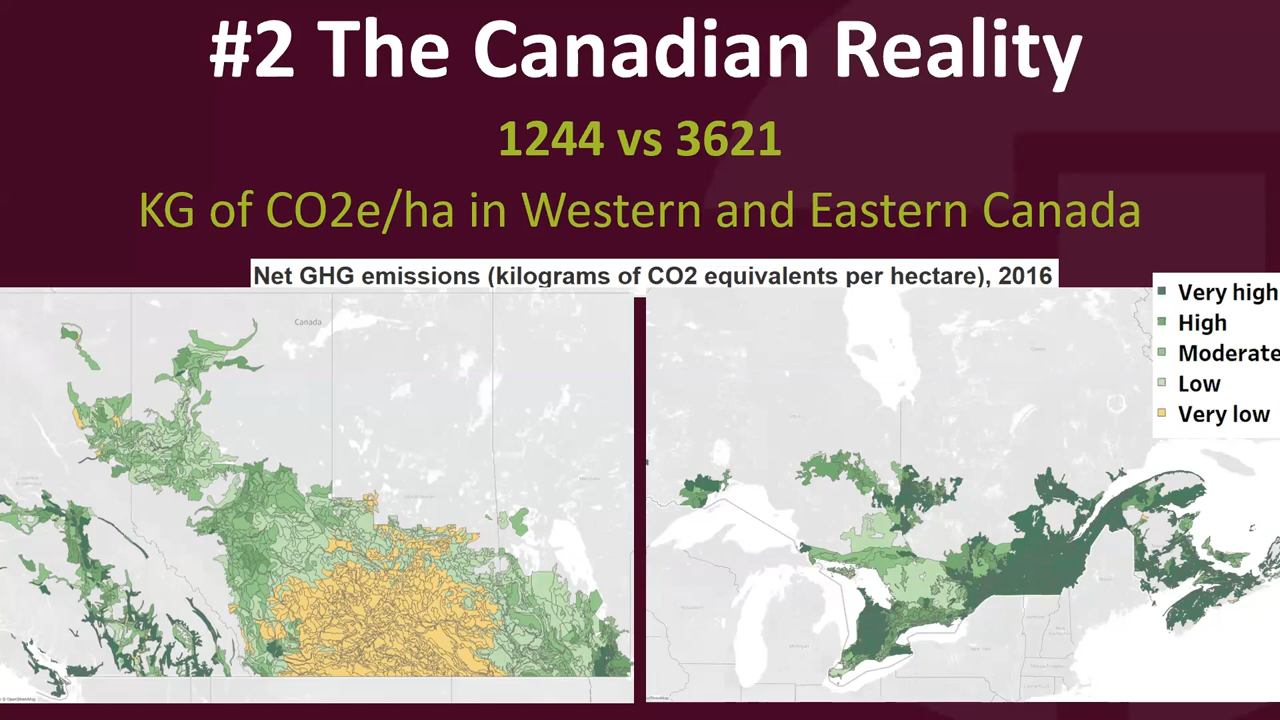 #2 The Canadian Reality
1244 vs 3621
KG of CO2e/ha in Western and Eastern Canada
Net GHG emissions (kilograms of CO2 equivalents per hectare), 2016
Canada
Very high
High
Moderate
Low
Very low
© OpenStreetMap